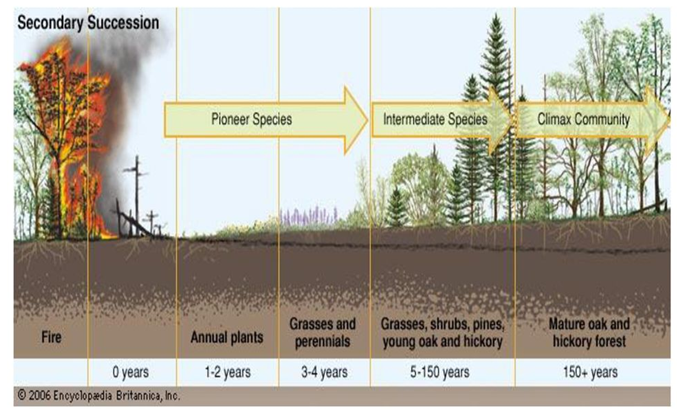 Secondary Succession
Pioneer Species
Intermediate Species
Climax Community
Fire
Annual plants
Grasses and
perennials
Grasses, shrubs, pines,
young oak and hickory
Mature oak and
hickory forest
0 years
1-2 years
3-4 years
5-150 years
150+ years
© 2006 Encyclopædia Britannica, Inc.